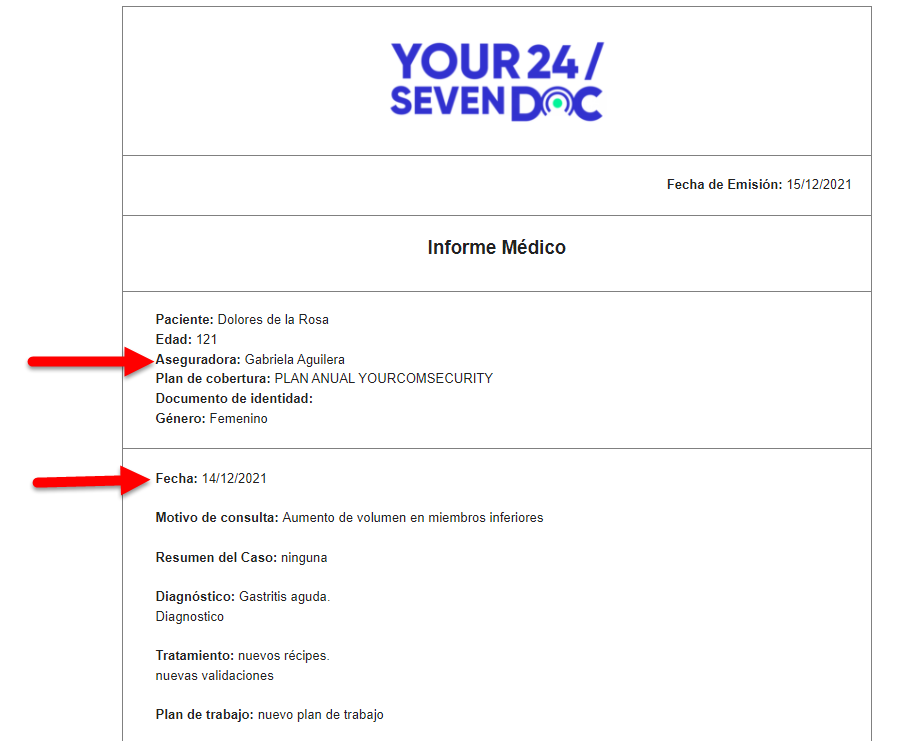 YOUR 24/
SEVEN DOC
Fecha de Emisión: 15/12/2021
Informe Médico
Paciente: Dolores de la Rosa
Edad: 121
Aseguradora: Gabriela Aguilera
Plan de cobertura: PLAN ANUAL YOURCOMSECURITY
Documento de identidad:
Género: Femenino
Fecha: 14/12/2021
Motivo de consulta: Aumento de volumen en miembros inferiores
Resumen del Caso: ninguna
Diagnóstico: Gastritis aguda.
Diagnostico
Tratamiento: nuevos récipes.
nuevas validaciones
Plan de trabajo: nuevo plan de trabajo